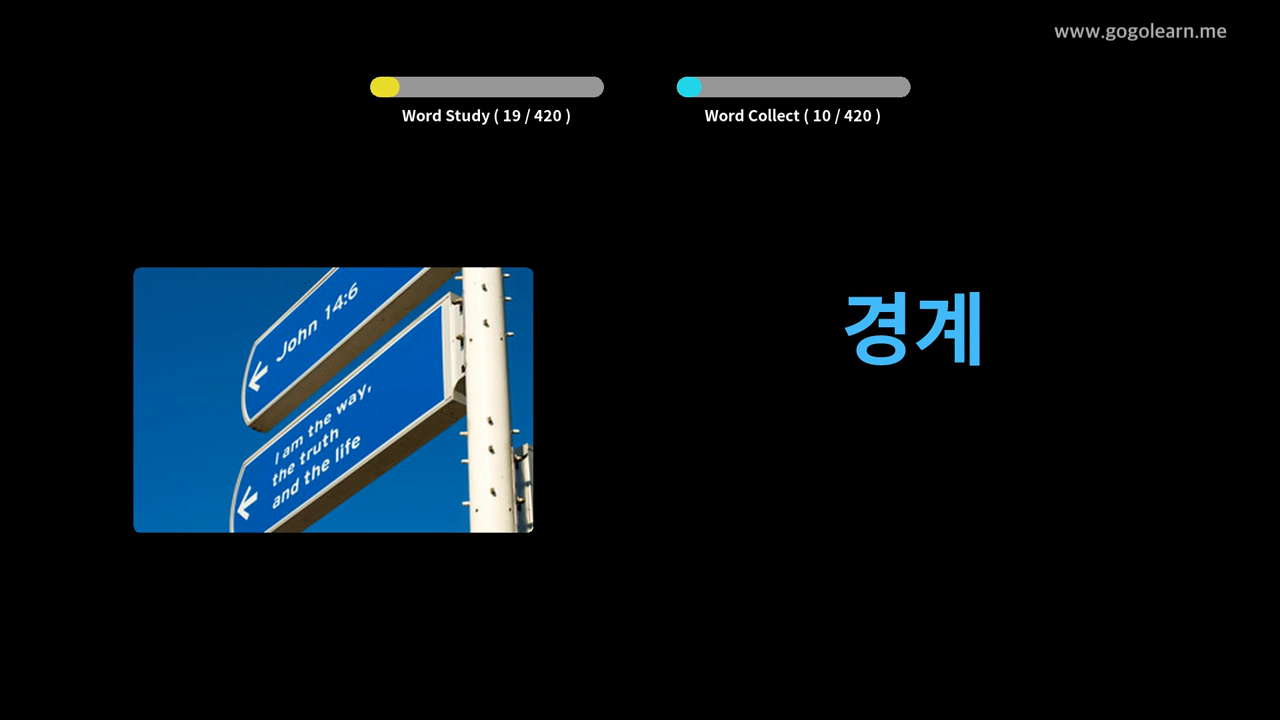 www.gogolearn.me
Word Study ( 19 / 420 )
Word Collect ( 10 / 420 )
John 14:6
I am the way,
the truth
and the life
경계